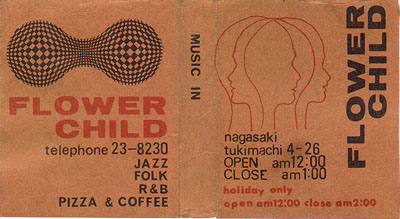 FLOWER
CHILD
telephone 23-8230
JAZZ
FOLK
R&B
PIZZA & COFFEE
MUSIC IN
nagasaki
tukimachi 4-26
OPEN am12:00
CLOSE am1:00
holiday only
open am12:00 close am2:00
FLOWER
CHILD